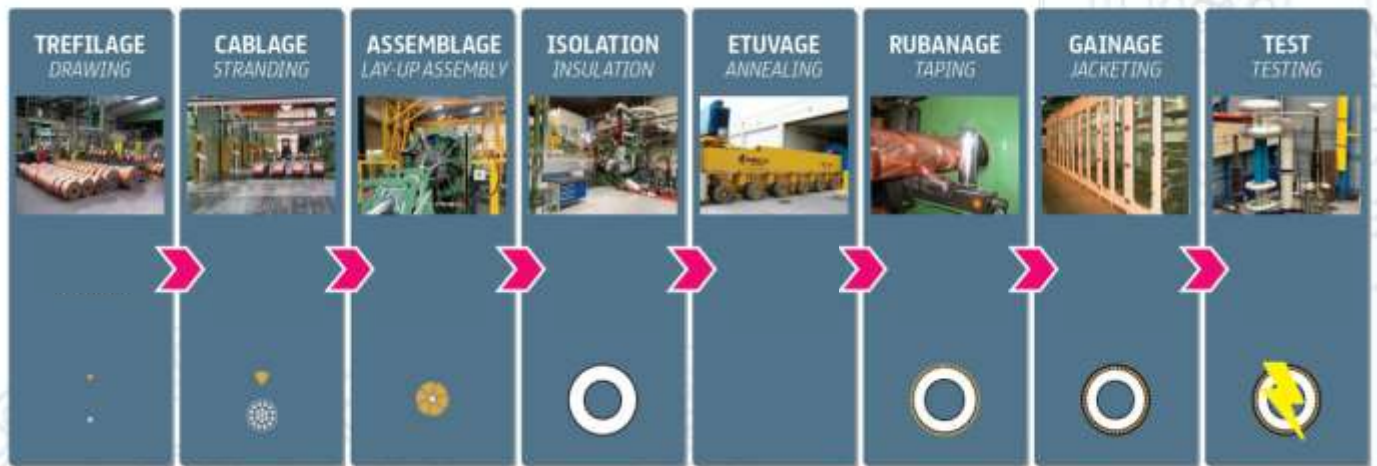 TREFILAGE
DRAWING
CABLAGE
STRANDING
ASSEMBLAGE
LAY-UP ASSEMBLY
ISOLATION
INSULATION
ETUVAGE
ANNEALING
RUBANAGE
TAPING
GAINAGE
JACKETING
TEST
TESTING